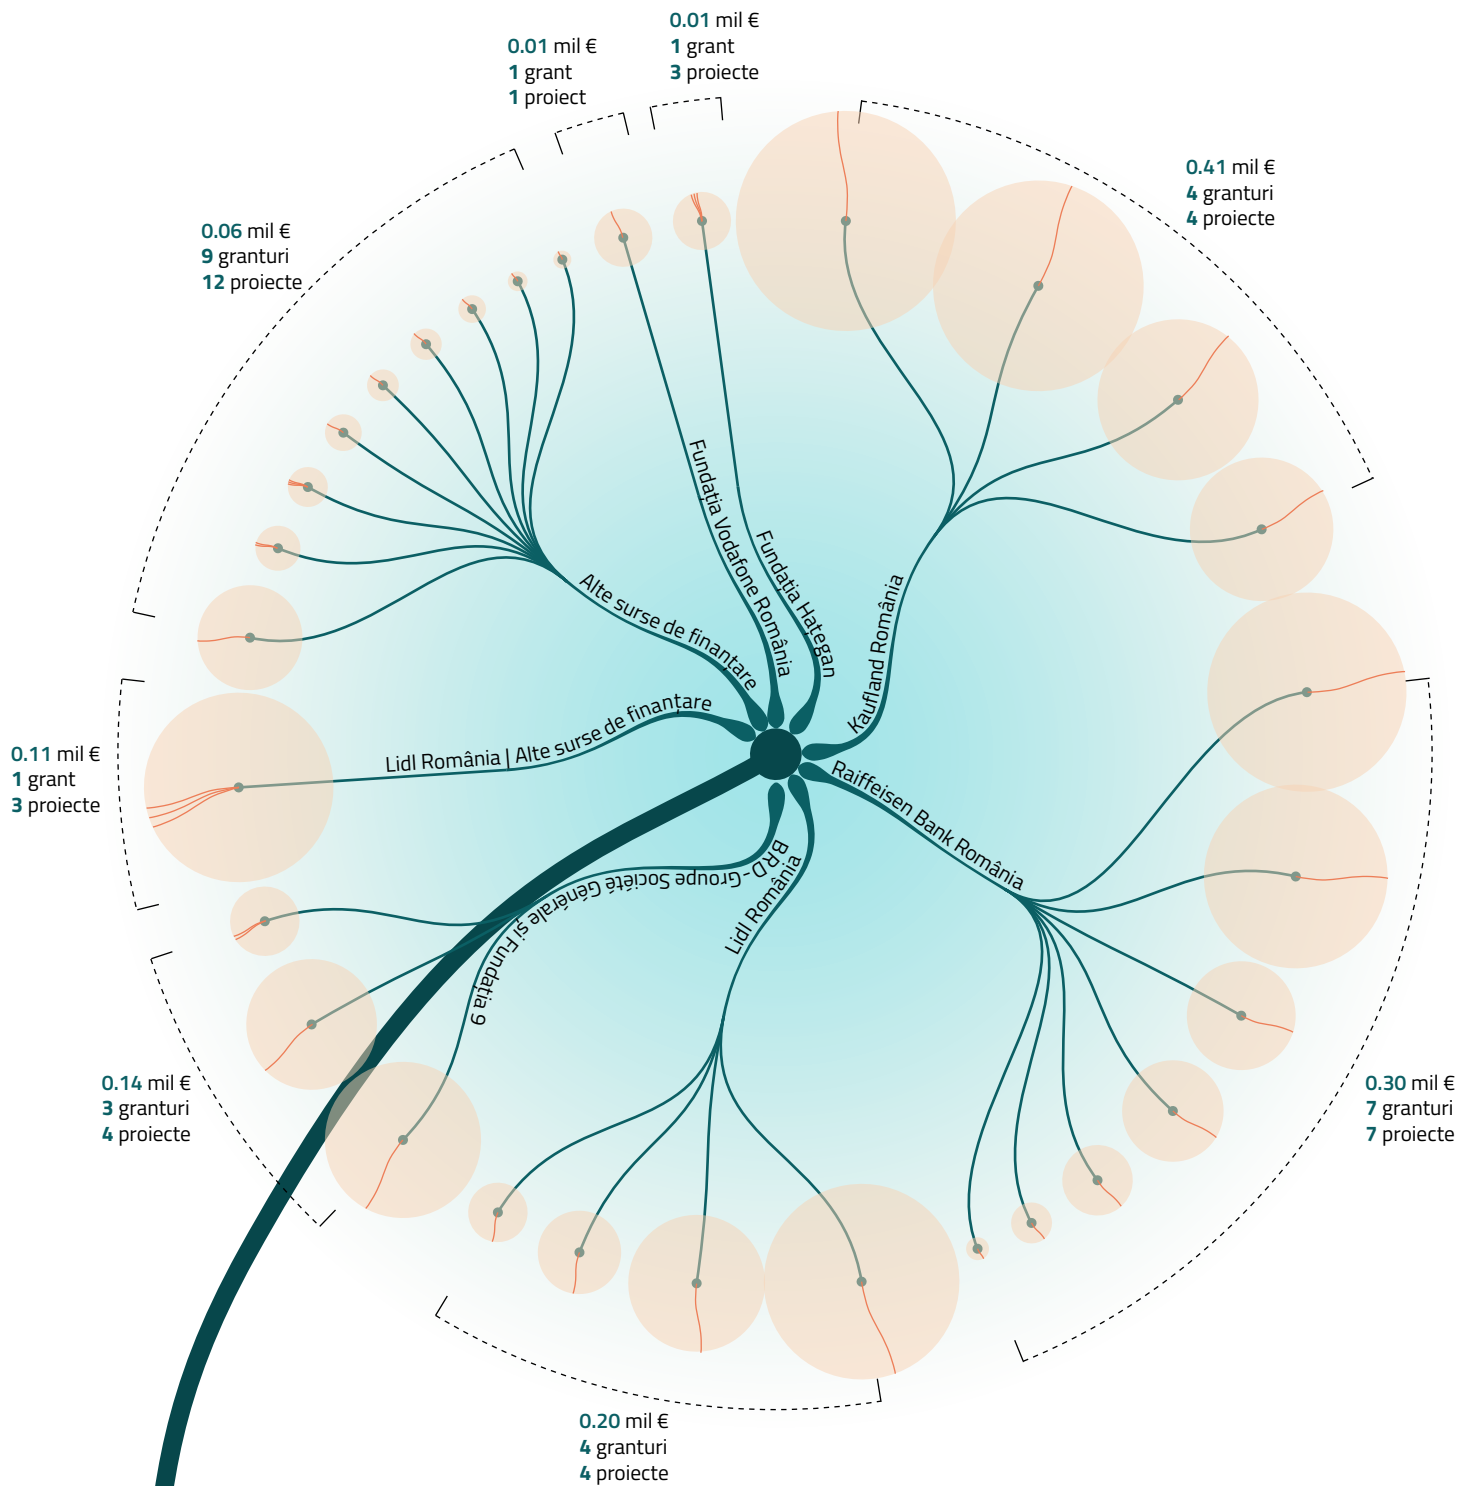 0.01 mil €
1 grant
3 proiecte
0.01 mil €
1 grant
1 proiect
0.41 mil €
4 granturi
4 proiecte
0.06 mil €
9 granturi
12 proiecte
Fundația Vodafone România
Fundația Hațegan
Kaufland România
Alte surse de finanțare
Lidl România | Alte surse de finantare
0.11 mil €
1 grant
3 proiecte
Raiffeisen Bank România
BRD-Groupe Société Générale și Fundația 9
Lidl România
0.14 mil €
3 granturi
4 proiecte
0.30 mil €
7 granturi
7 proiecte
0.20 mil €
4 granturi
4 proiecte